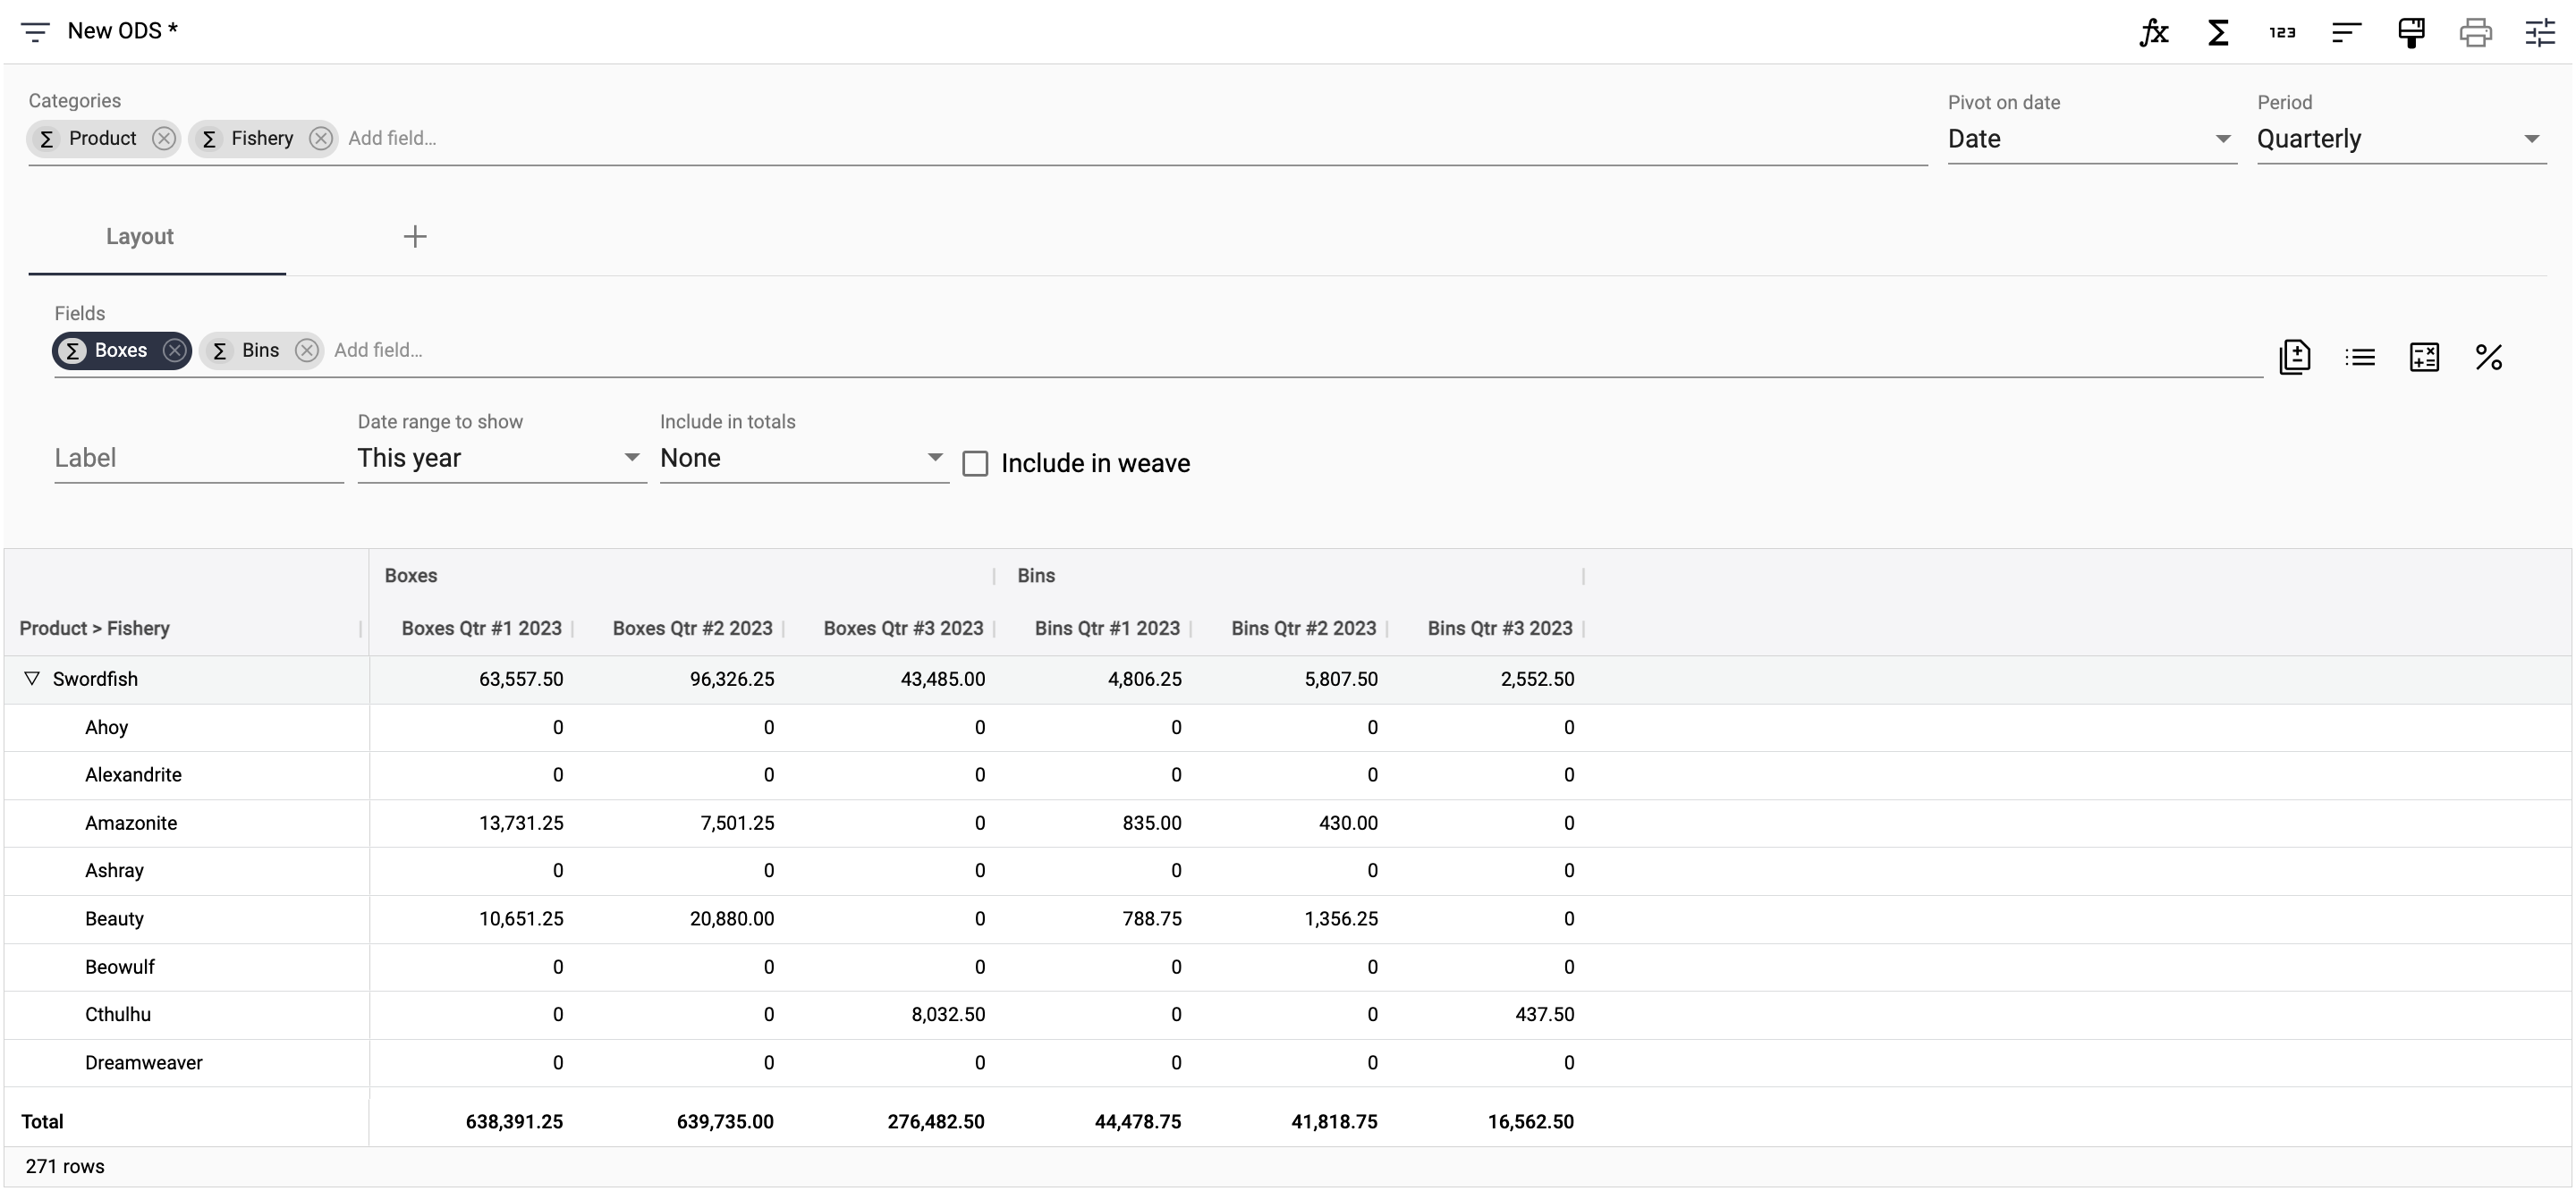 New ODS *
123
Categories
Pivot on date
Period
Product Fishery Add field...
Date
Quarterly
Layout
Fields
Boxes Bins Add field...
Date range to show
Include in totals
Label
This year
None
Include in weave
Boxes Bins
Product > Fishery Boxes Qtr #1 2023 Boxes Qtr #2 2023 Boxes Qtr #3 2023 Bins Qtr #1 2023 Bins Qtr #2 2023 Bins Qtr #3 2023
Swordfish 63,557.50 96,326.25 43,485.00 4,806.25 5,807.50 2,552.50
Ahoy 0 0 0 0 0 0
Alexandrite 0 0 0 0 0 0
Amazonite 13,731.25 7,501.25 0 835.00 430.00 0
Ashray 0 0 0 0 0 0
Beauty 10,651.25 20,880.00 0 788.75 1,356.25 0
Beowulf 0 0 0 0 0 0
Cthulhu 0 0 8,032.50 0 0 437.50
Dreamweaver 0 0 0 0 0 0
Total 638,391.25 639,735.00 276,482.50 44,478.75 41,818.75 16,562.50
271 rows